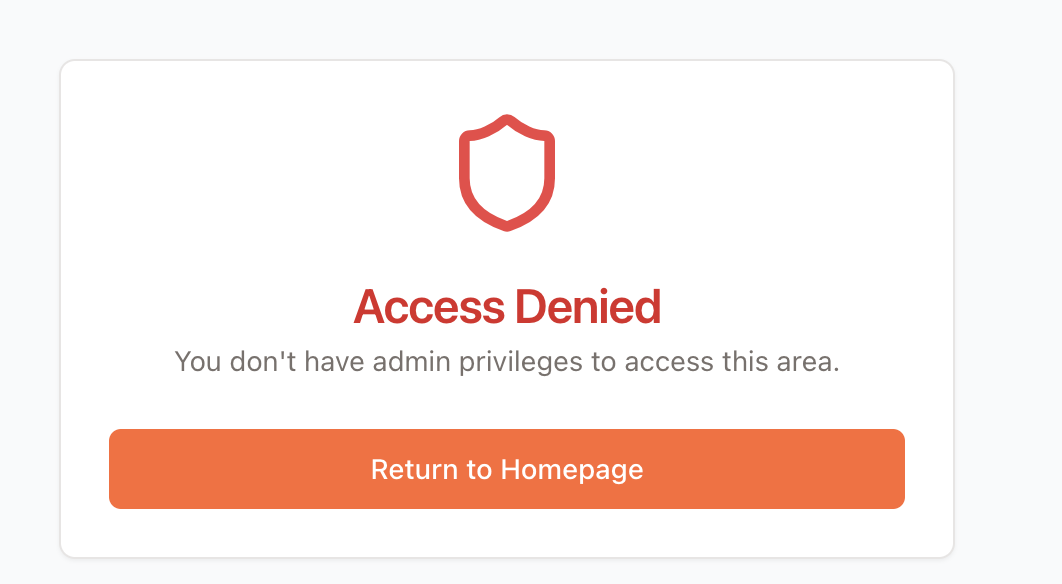 Access Denied
You don't have admin privileges to access this area.
Return to Homepage